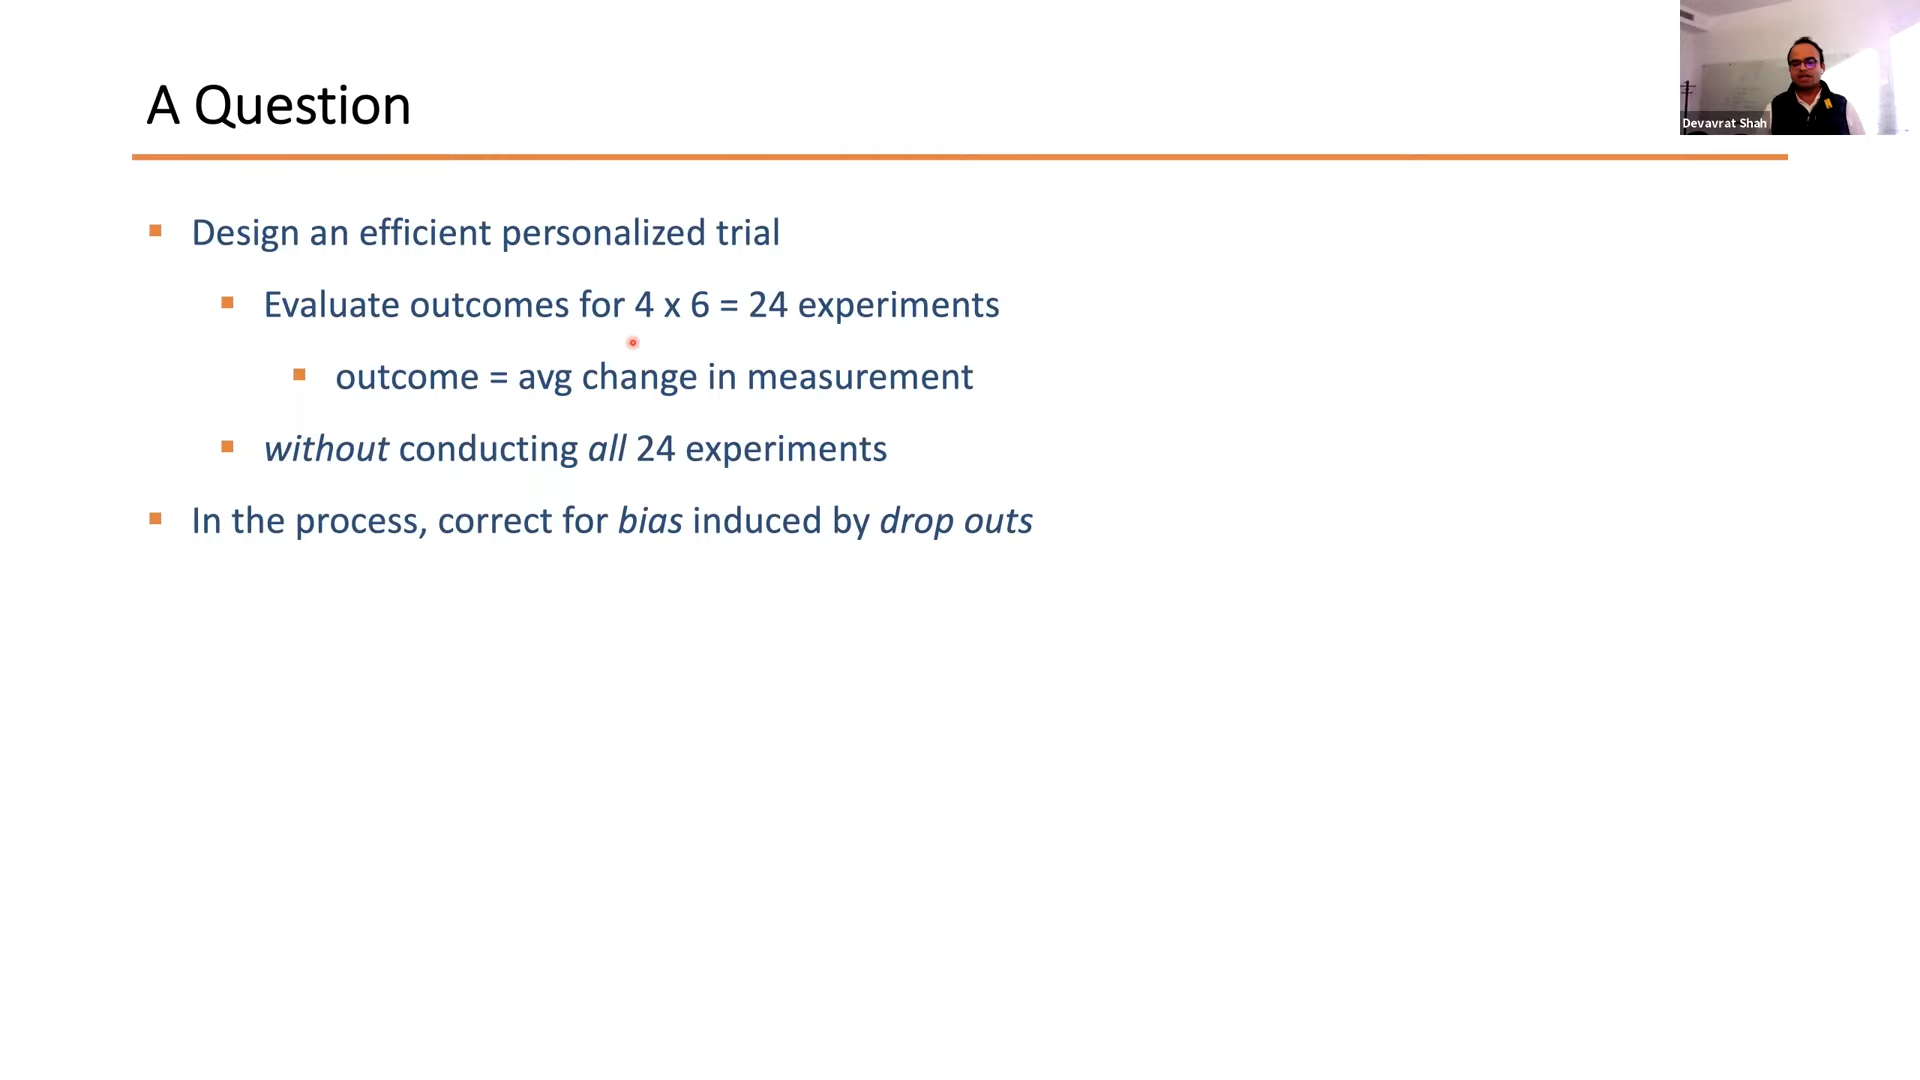 A Question
Devavrat Shah
Design an efficient personalized trial
Evaluate outcomes for 4 x 6 = 24 experiments
outcome = avg change in measurement
without conducting all 24 experiments
In the process, correct for bias induced by drop outs